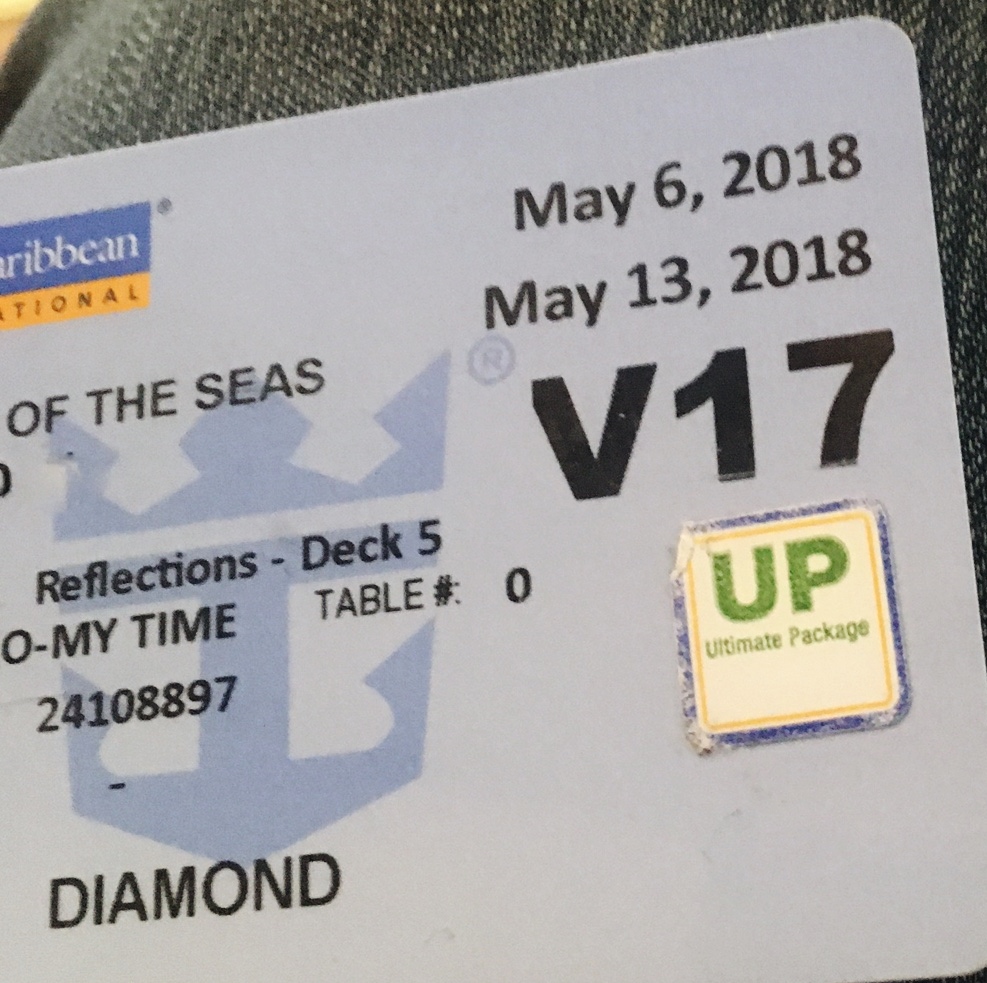 May 6, 2018
May 13, 2018
aribbean ®
ATIONAL
OF THE SEAS
®
V17
0
Reflections - Deck 5
O-MY TIME
TABLE #: 0
24108897
-
DIAMOND
UP
Ultimate Package